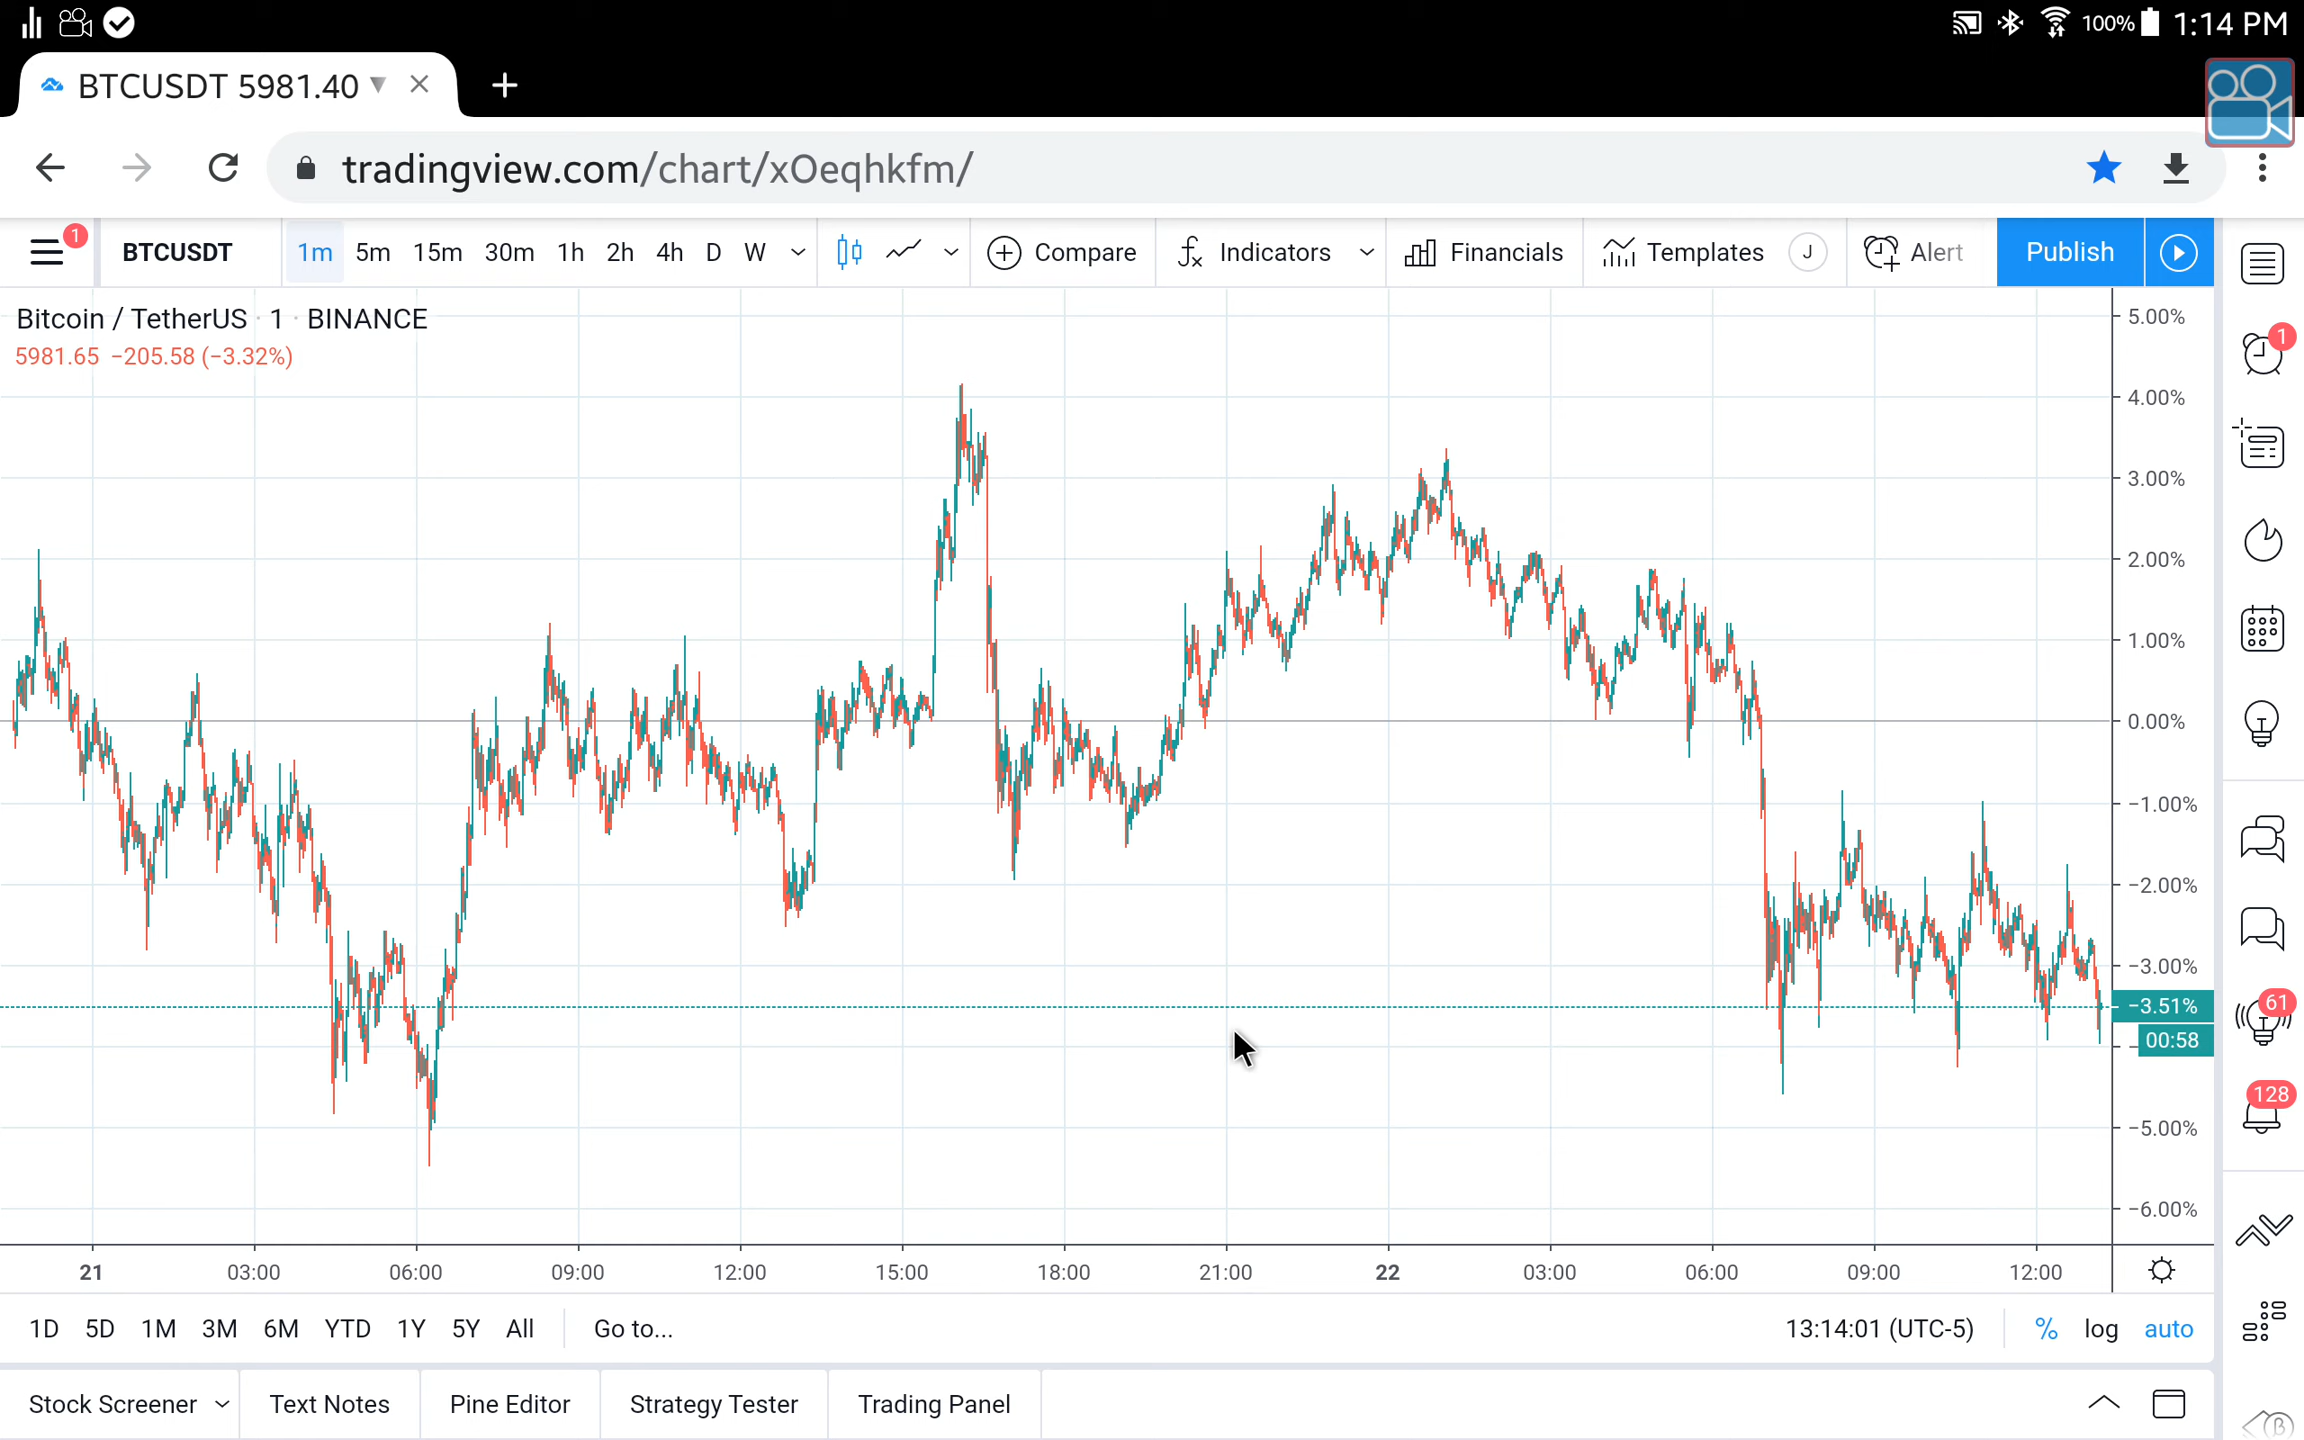 100% 1:14 PM
BTCUSDT 5981.40
tradingview.com/chart/xOeqhkfm/
1
BTCUSDT 1m 5m 15m 30m 1h 2h 4h D W Compare Indicators Financials Templates J Alert Publish
Bitcoin / TetherUS · 1 · BINANCE
5981.65 −205.58 (−3.32%)
5.00%
4.00%
3.00%
2.00%
1.00%
0.00%
−1.00%
−2.00%
−3.00%
−3.51%
00:58
−5.00%
−6.00%
1
61
128
21 03:00 06:00 09:00 12:00 15:00 18:00 21:00 22 03:00 06:00 09:00 12:00
1D 5D 1M 3M 6M YTD 1Y 5Y All Go to... 13:14:01 (UTC-5) % log auto
Stock Screener Text Notes Pine Editor Strategy Tester Trading Panel
β